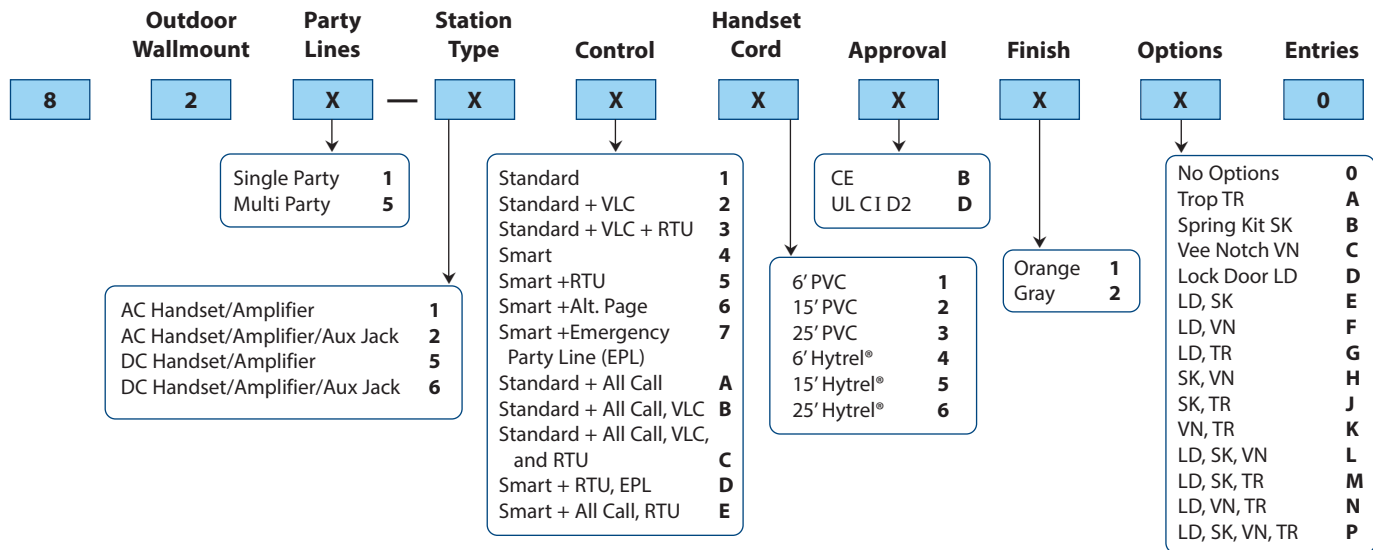 Outdoor Wallmount
Party Lines
Station Type
Control
Handset Cord
Approval
Finish
Options
Entries
8 2 X — X X X X X X 0
Single Party 1
Multi Party 5
AC Handset/Amplifier 1
AC Handset/Amplifier/Aux Jack 2
DC Handset/Amplifier 5
DC Handset/Amplifier/Aux Jack 6
Standard 1
Standard + VLC 2
Standard + VLC + RTU 3
Smart 4
Smart +RTU 5
Smart +Alt. Page 6
Smart +Emergency 7
Party Line (EPL)
Standard + All Call A
Standard + All Call, VLC B
Standard + All Call, VLC,
and RTU C
Smart + RTU, EPL D
Smart + All Call, RTU E
6' PVC 1
15' PVC 2
25' PVC 3
6' Hytrel® 4
15' Hytrel® 5
25' Hytrel® 6
CE B
UL C I D2 D
Orange 1
Gray 2
No Options 0
Trop TR A
Spring Kit SK B
Vee Notch VN C
Lock Door LD D
LD, SK E
LD, VN F
LD, TR G
SK, VN H
SK, TR J
VN, TR K
LD, SK, VN L
LD, SK, TR M
LD, VN, TR N
LD, SK, VN, TR P